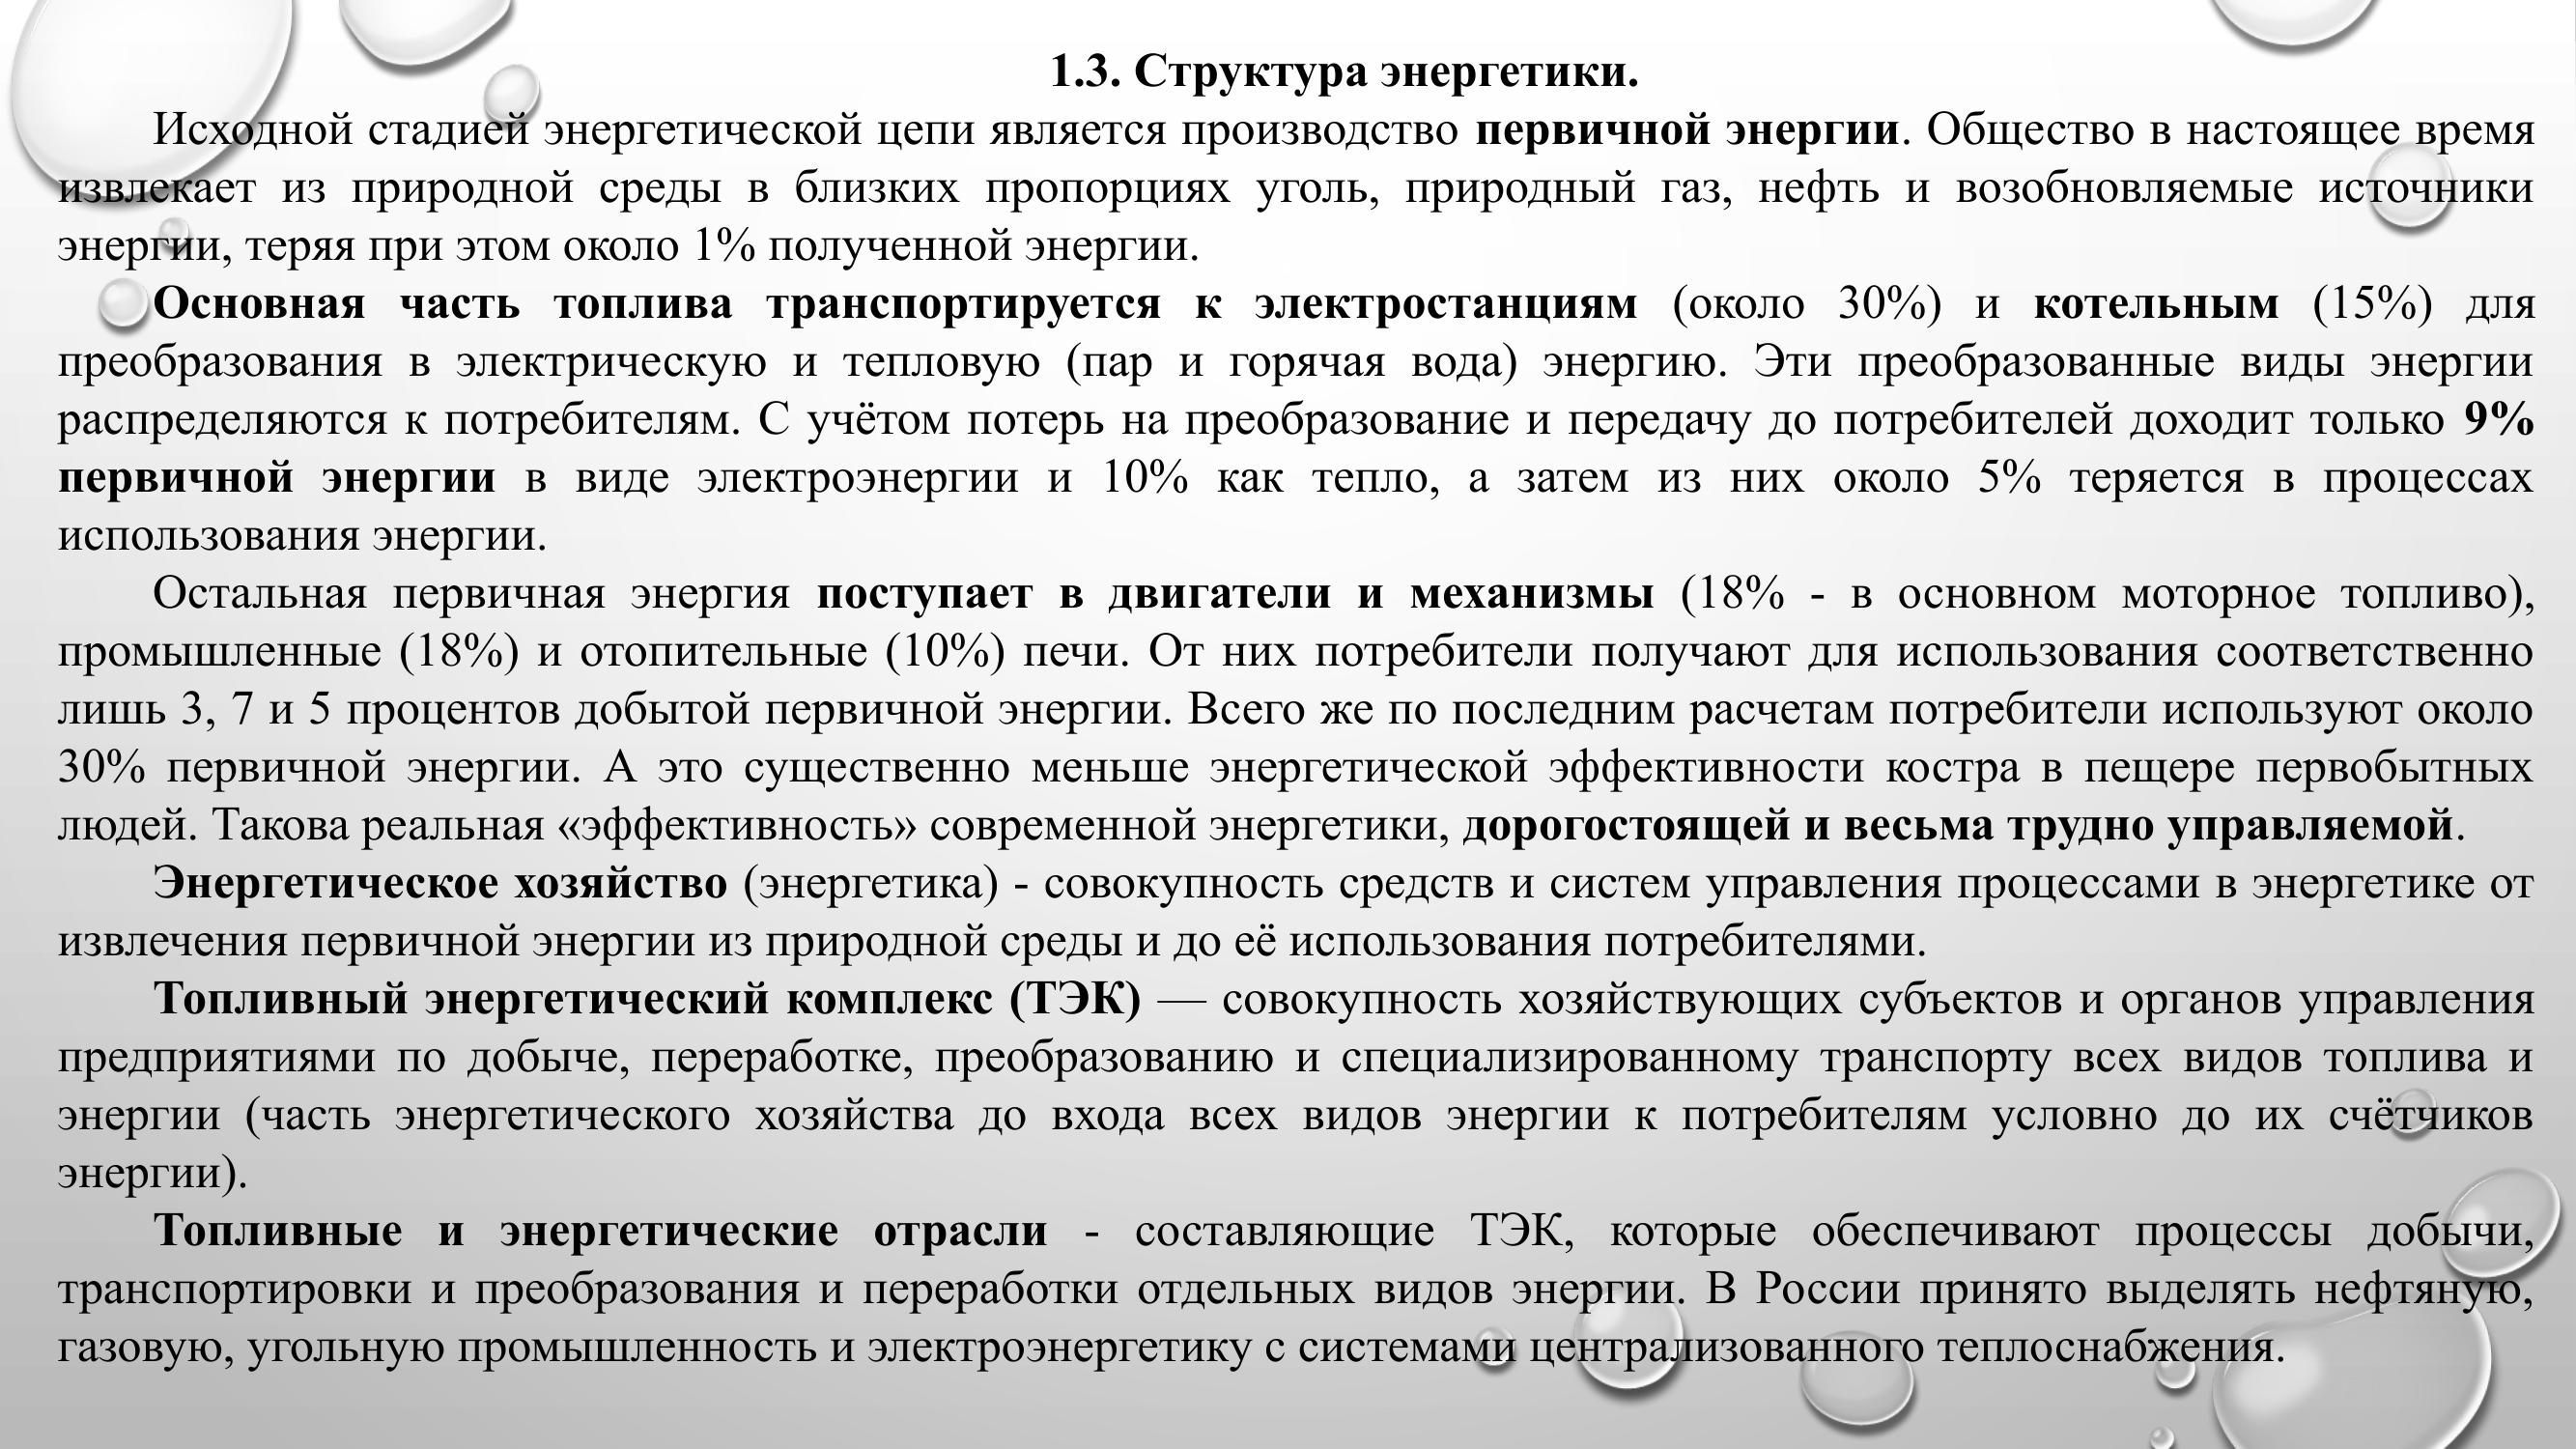 1.3. Структура энергетики.
Исходной стадией энергетической цепи является производство первичной энергии. Общество в настоящее время
извлекает из природной среды в близких пропорциях уголь, природный газ, нефть и возобновляемые источники
энергии, теряя при этом около 1% полученной энергии.
Основная часть топлива транспортируется к электростанциям (около 30%) и котельным (15%) для
преобразования в электрическую и тепловую (пар и горячая вода) энергию. Эти преобразованные виды энергии
распределяются к потребителям. С учётом потерь на преобразование и передачу до потребителей доходит только 9%
первичной энергии в виде электроэнергии и 10% как тепло, а затем из них около 5% теряется в процессах
использования энергии.
Остальная первичная энергия поступает в двигатели и механизмы (18% - в основном моторное топливо),
промышленные (18%) и отопительные (10%) печи. От них потребители получают для использования соответственно
лишь 3, 7 и 5 процентов добытой первичной энергии. Всего же по последним расчетам потребители используют около
30% первичной энергии. А это существенно меньше энергетической эффективности костра в пещере первобытных
людей. Такова реальная «эффективность» современной энергетики, дорогостоящей и весьма трудно управляемой.
Энергетическое хозяйство (энергетика) - совокупность средств и систем управления процессами в энергетике от
извлечения первичной энергии из природной среды и до её использования потребителями.
Топливный энергетический комплекс (ТЭК) — совокупность хозяйствующих субъектов и органов управления
предприятиями по добыче, переработке, преобразованию и специализированному транспорту всех видов топлива и
энергии (часть энергетического хозяйства до входа всех видов энергии к потребителям условно до их счётчиков
энергии).
Топливные и энергетические отрасли - составляющие ТЭК, которые обеспечивают процессы добычи,
транспортировки и преобразования и переработки отдельных видов энергии. В России принято выделять нефтяную,
газовую, угольную промышленность и электроэнергетику с системами централизованного теплоснабжения.